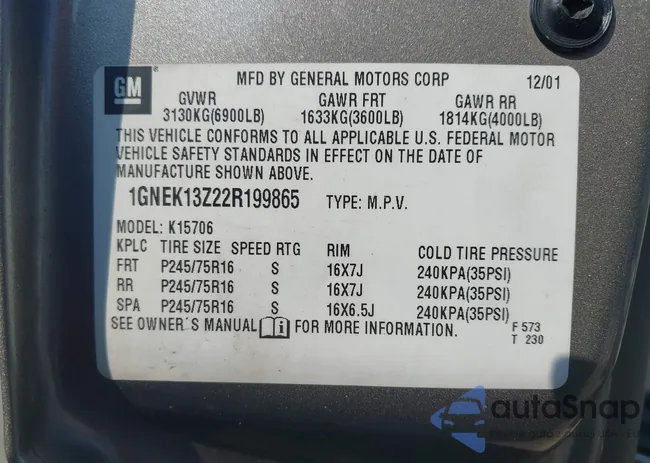 GM
MFD BY GENERAL MOTORS CORP 12/01
GVWR GAWR FRT GAWR RR
3130KG(6900LB) 1633KG(3600LB) 1814KG(4000LB)
THIS VEHICLE CONFORMS TO ALL APPLICABLE U.S. FEDERAL MOTOR
VEHICLE SAFETY STANDARDS IN EFFECT ON THE DATE OF
MANUFACTURE SHOWN ABOVE.
1GNEK13Z22R199865 TYPE: M.P.V.
MODEL: K15706
KPLC TIRE SIZE SPEED RTG RIM COLD TIRE PRESSURE
FRT P245/75R16 S 16X7J 240KPA(35PSI)
RR P245/75R16 S 16X7J 240KPA(35PSI)
SPA P245/75R16 S 16X6.5J 240KPA(35PSI)
SEE OWNER´S MANUAL FOR MORE INFORMATION.
F 573
T 230
autoSnap